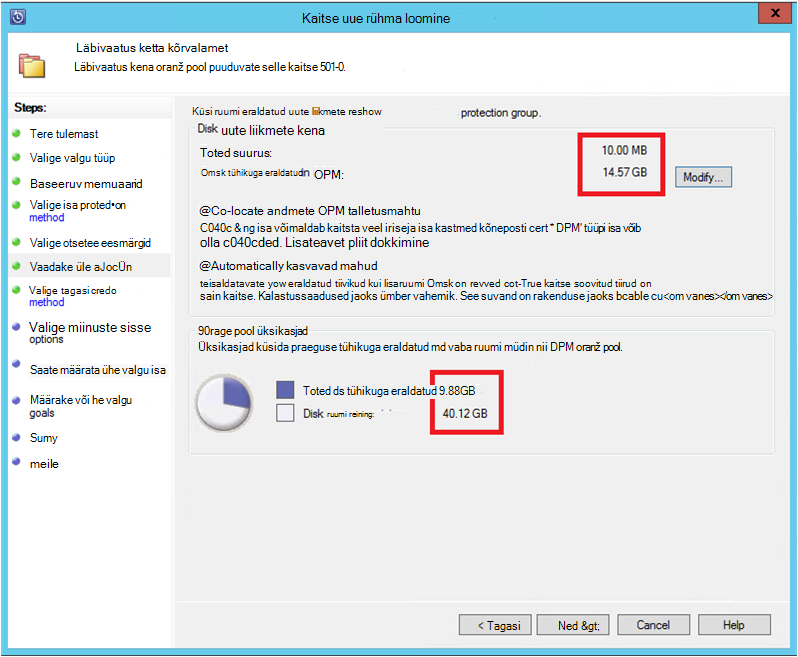 Kaitse uue rühma loomine
x
Läbivaatus ketta kõrvalamet
Läbivaatus kena oranž pool puuduvate selle kaitse 501-0.
Steps:
Tere tulemast
Valige valgu tüüp
Baseeruv memuaarid
Valige isa proted•on
method
Valige otsetee eesmärgid
Vaadake üle aJocÜn
Valige tagasi credo
method
Valige miinuste sisse
options
Saate määrata ühe valgu isa
Määrake või he valgu
goals
Sumy
meile
Küsi ruumi eraldatud uute liikmete reshow protection group.
Disk uute liikmete kena
Toted suurus: 10.00 MB
Omsk tühikuga eraldatudin OPM: 14.57 GB
Modify...
@Co-locate andmete OPM talletusmahtu
C040c & ng isa võimaldab kaitsta veel iriseja isa kastmed kõneposti cert * DPM' tüüpi isa võib
olla c040cded. Lisateavet pliit dokkimine
@Automatically kasvavad mahud
teisaldatavate yow eraldatud tiivikud kui lisaruumi Omsk on revved cot-True kaitse soovitud tiirud on
sain kaitse. Kalastussaadused jaoks ümber vahemik. See suvand on rakenduse jaoks bcable cu<om vanes></om vanes>
90rage pool üksikasjad
Üksikasjad küsida praeguse tühikuga eraldatud md vaba ruumi müdin nii DPM oranž pool.
Toted ds tühikuga eraldatud 9.88GB
Disk ruumi reining: 40.12 GB
< Tagasi
Ned &gt;
Cancel
Help